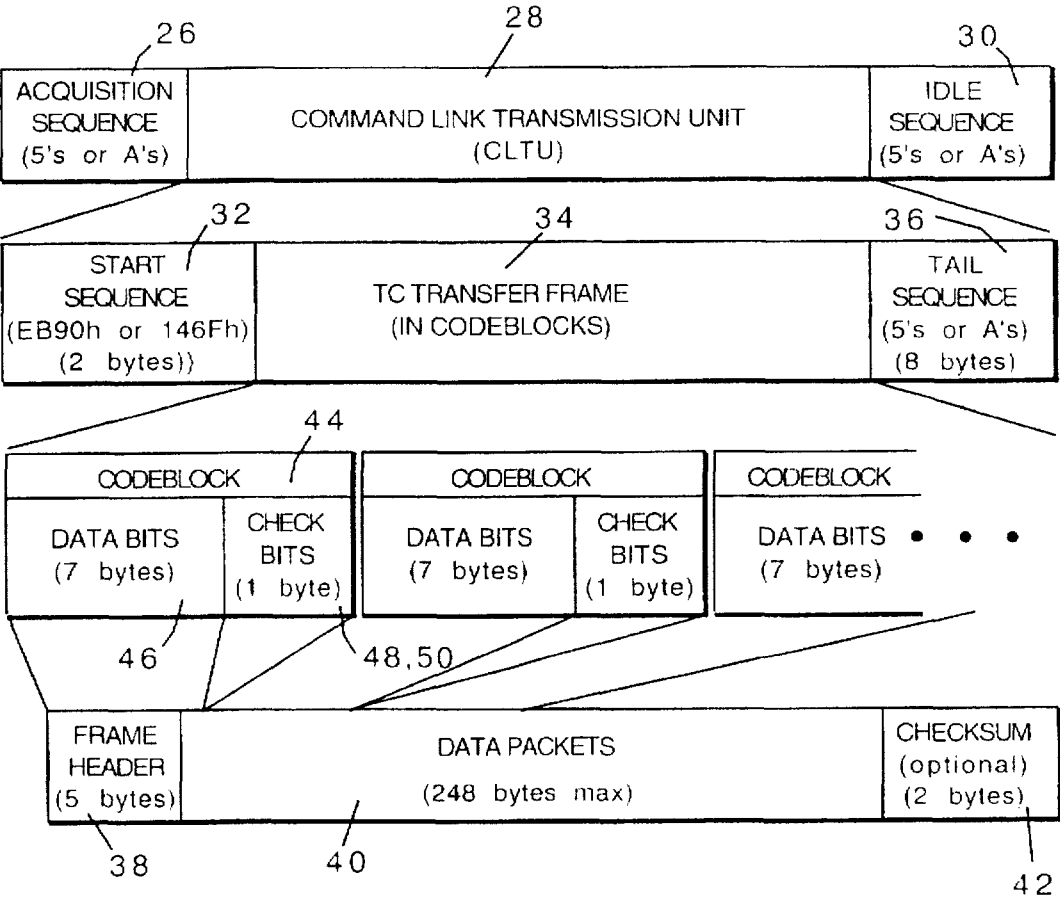 26
28
30
ACQUISITION
SEQUENCE
(5's or A's)
COMMAND LINK TRANSMISSION UNIT
(CLTU)
IDLE
SEQUENCE
(5's or A's)
32
34
36
START
SEQUENCE
(EB90h or 146Fh)
(2 bytes))
TC TRANSFER FRAME
(IN CODEBLOCKS)
TAIL
SEQUENCE
(5's or A's)
(8 bytes)
44
CODEBLOCK
DATA BITS
(7 bytes)
CHECK
BITS
(1 byte)
CODEBLOCK
DATA BITS
(7 bytes)
CHECK
BITS
(1 byte)
CODEBLOCK
DATA BITS
(7 bytes)
• • •
46
48,50
FRAME
HEADER
(5 bytes)
DATA PACKETS
(248 bytes max)
CHECKSUM
(optional)
(2 bytes)
38
40
42